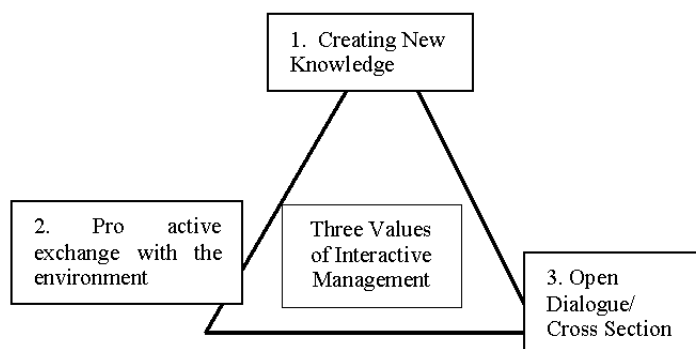 1. Creating New
Knowledge
2. Pro active
exchange with the
environment
Three Values
of Interactive
Management
3. Open
Dialogue/
Cross Section